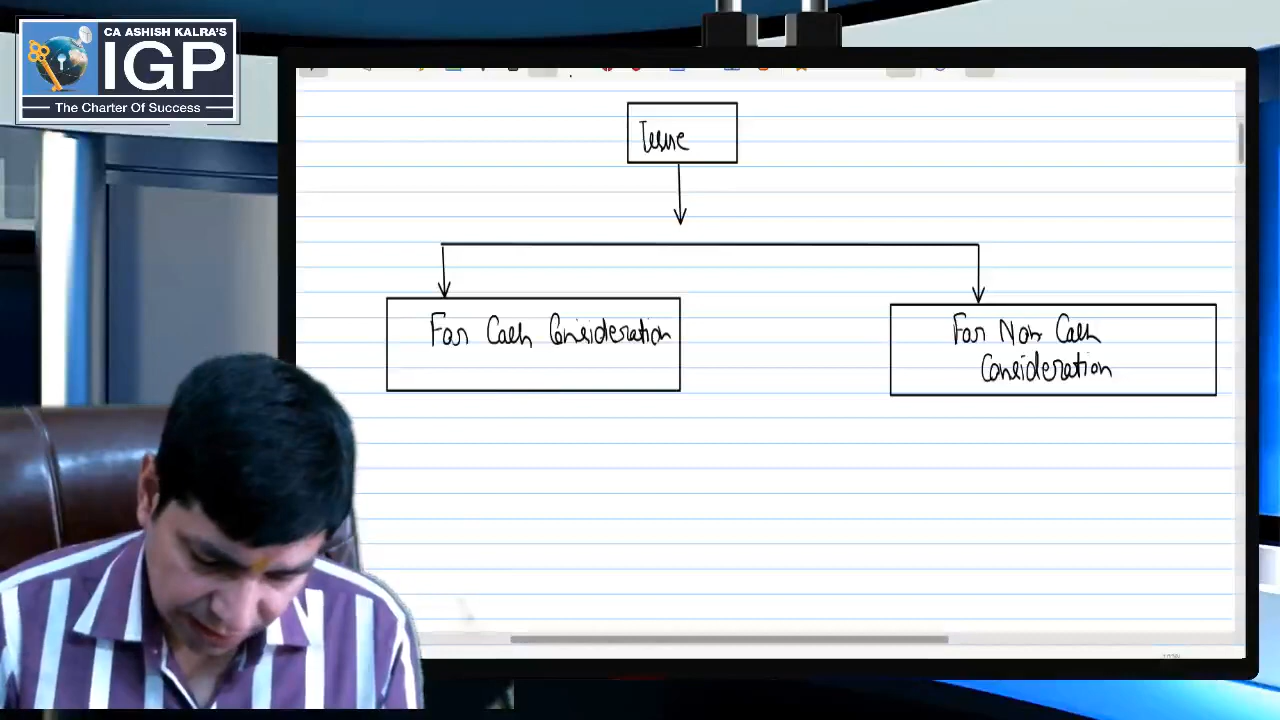 CA ASHISH KALRA'S
IGP
The Charter Of Success
Issue
For Cash Consideration
For Non Cash
Consideration